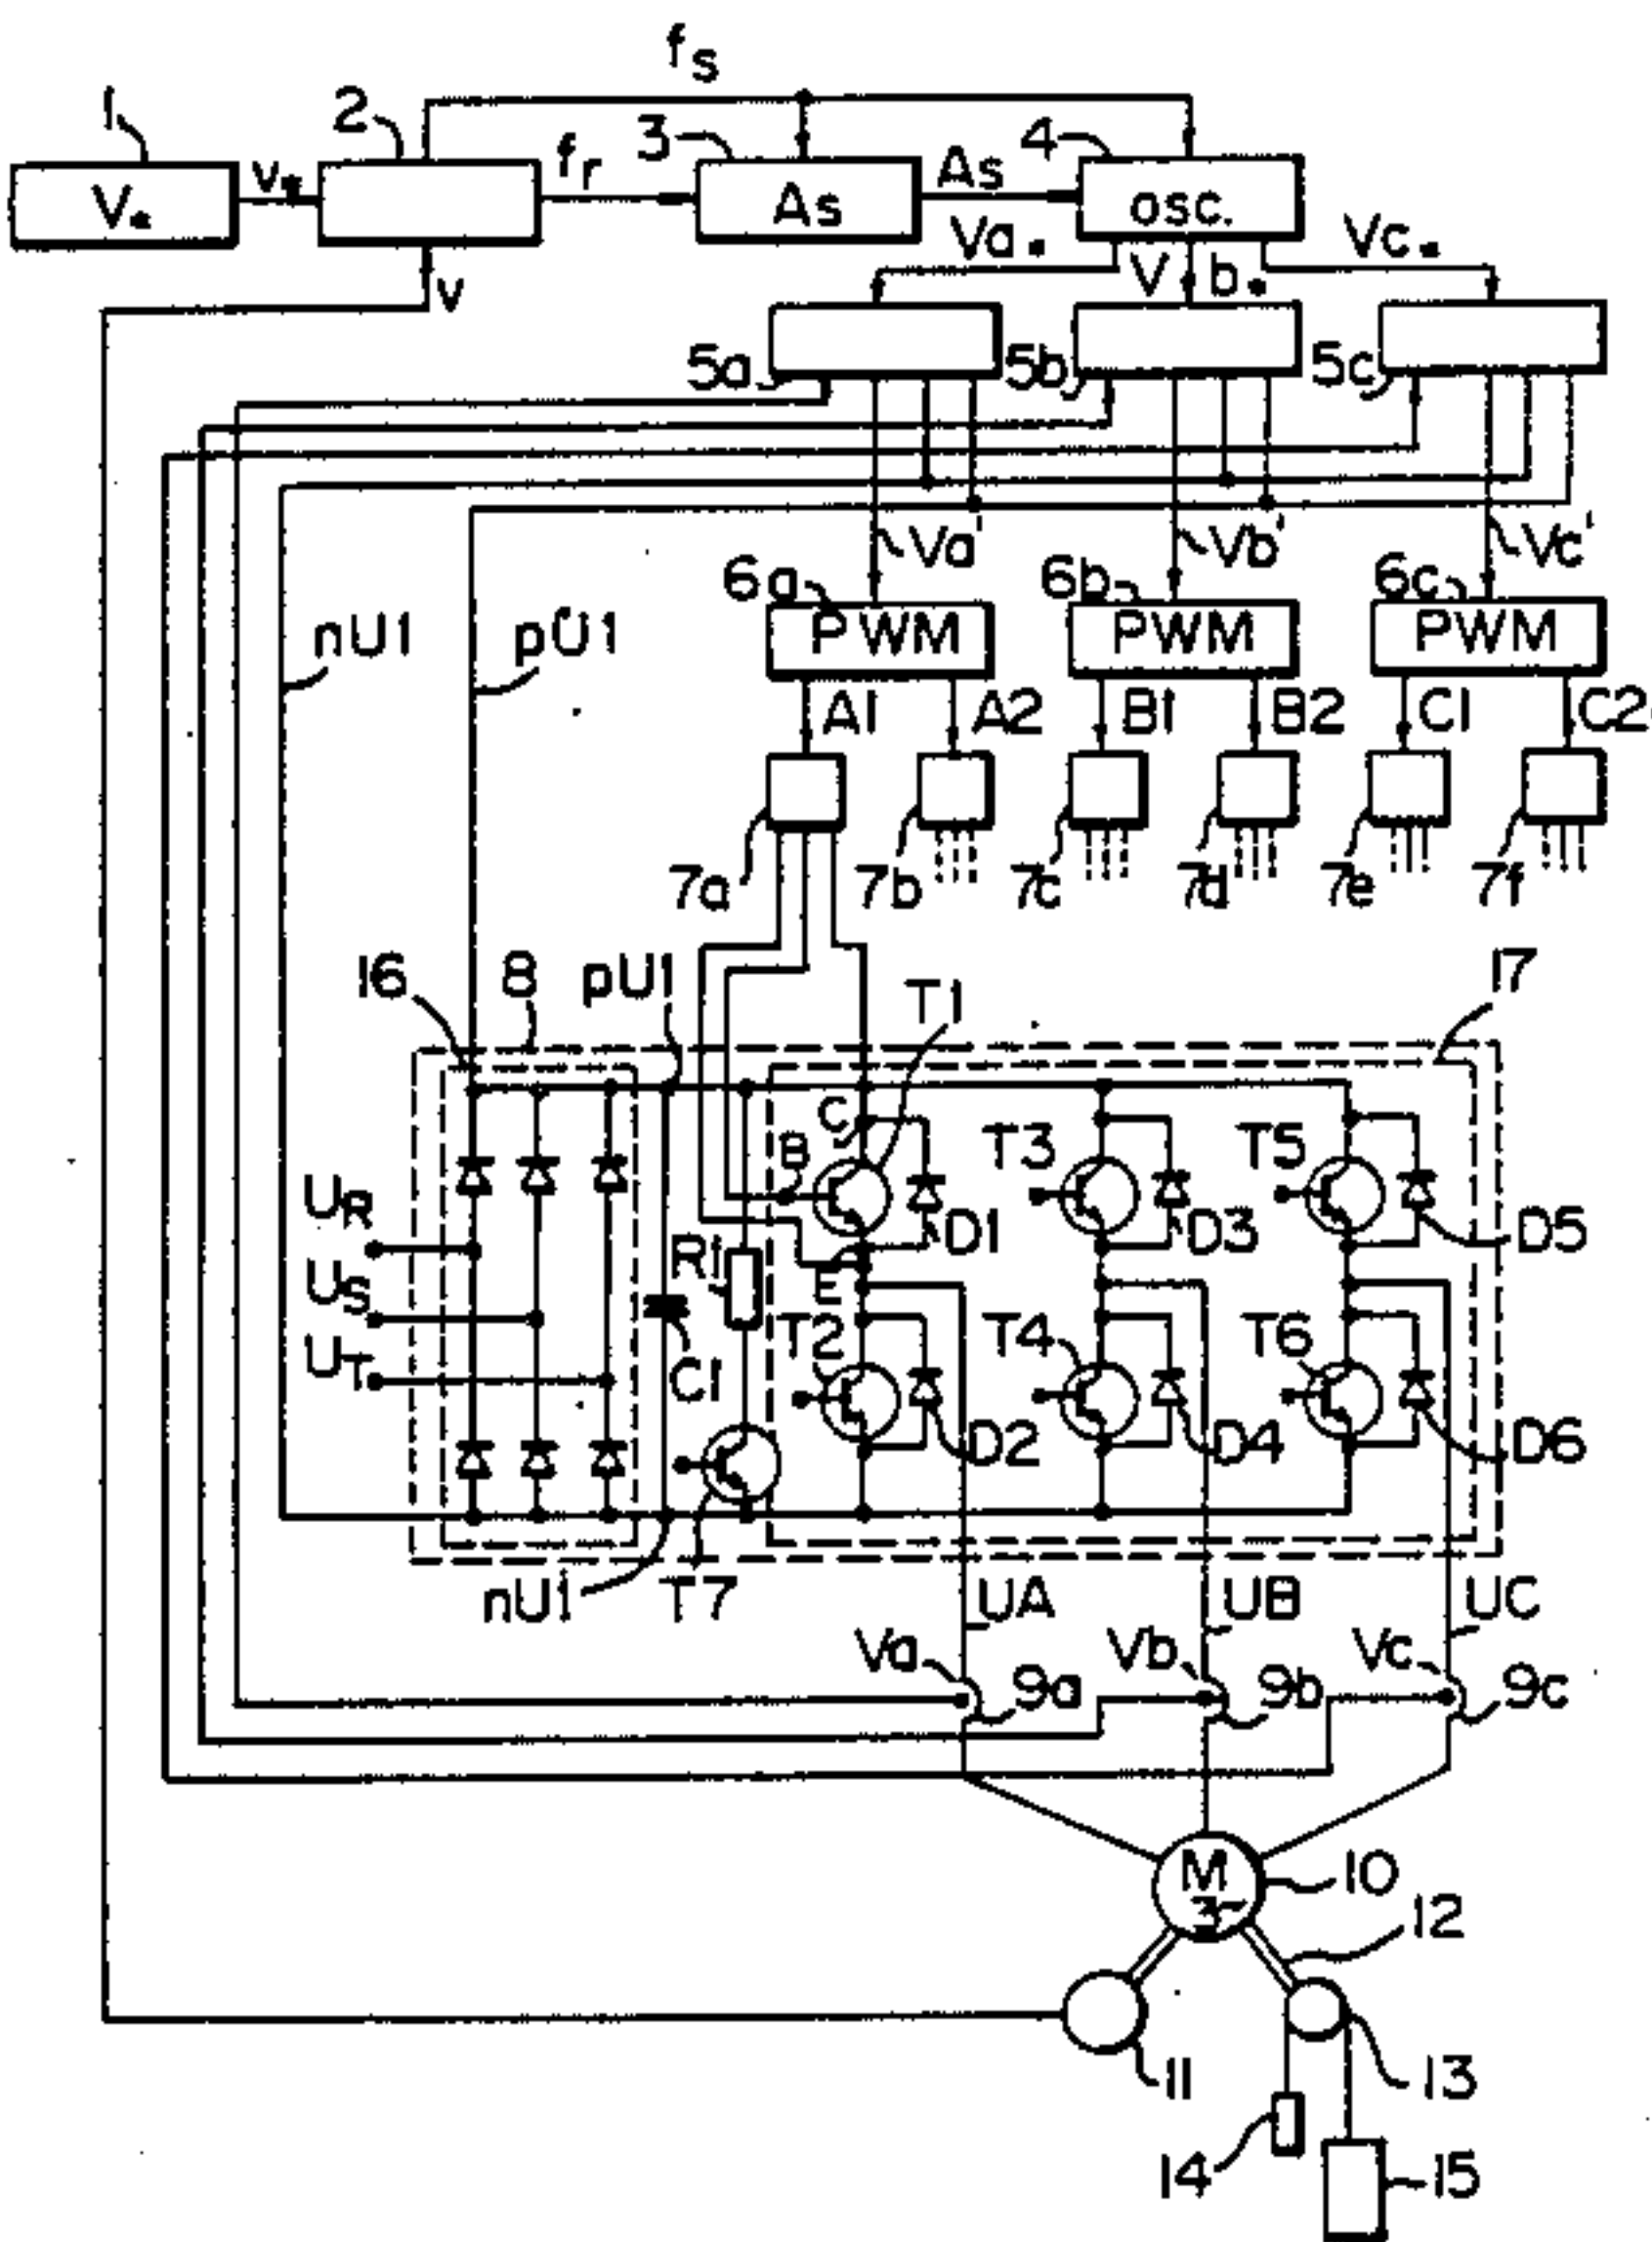 fs
1
2
3
4
V*
v*
fr
As
As
osc.
v
Va*
V b*
Vc*
5a
5b
5c
Va'
Vb'
Vc'
6a
6b
6c
nU1
pU1
PWM
PWM
PWM
A1
A2
B1
B2
C1
C2
7a
7b
7c
7d
7e
7f
16
8
pU1
T1
17
C
B
T3
T5
UR
D1
D3
D5
US
R1
E
T2
T4
T6
UT
C1
D2
D4
D6
nU1
T7
UA
UB
UC
Va
Vb
Vc
9a
9b
9c
M
3~
10
12
11
13
14
15